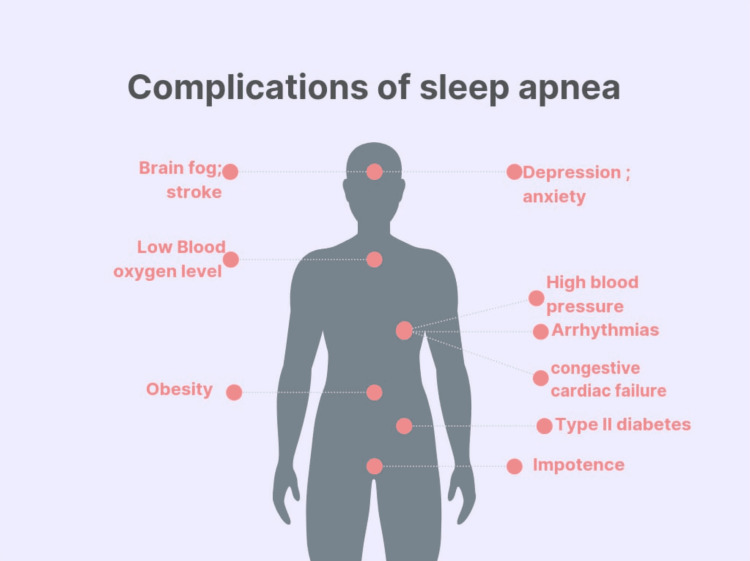 Complications of sleep apnea
Brain fog;
stroke
Depression ;
anxiety
Low Blood
oxygen level
High blood
pressure
Arrhythmias
congestive
cardiac failure
Obesity
Type II diabetes
Impotence